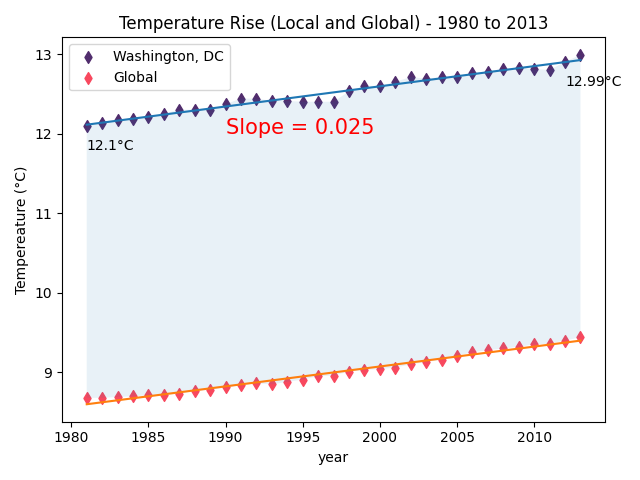 Temperature Rise (Local and Global) - 1980 to 2013
Washington, DC
Global
13
12
11
10
9
Tempereature (°C)
12.99°C
12.1°C
Slope = 0.025
1980 1985 1990 1995 2000 2005 2010
year